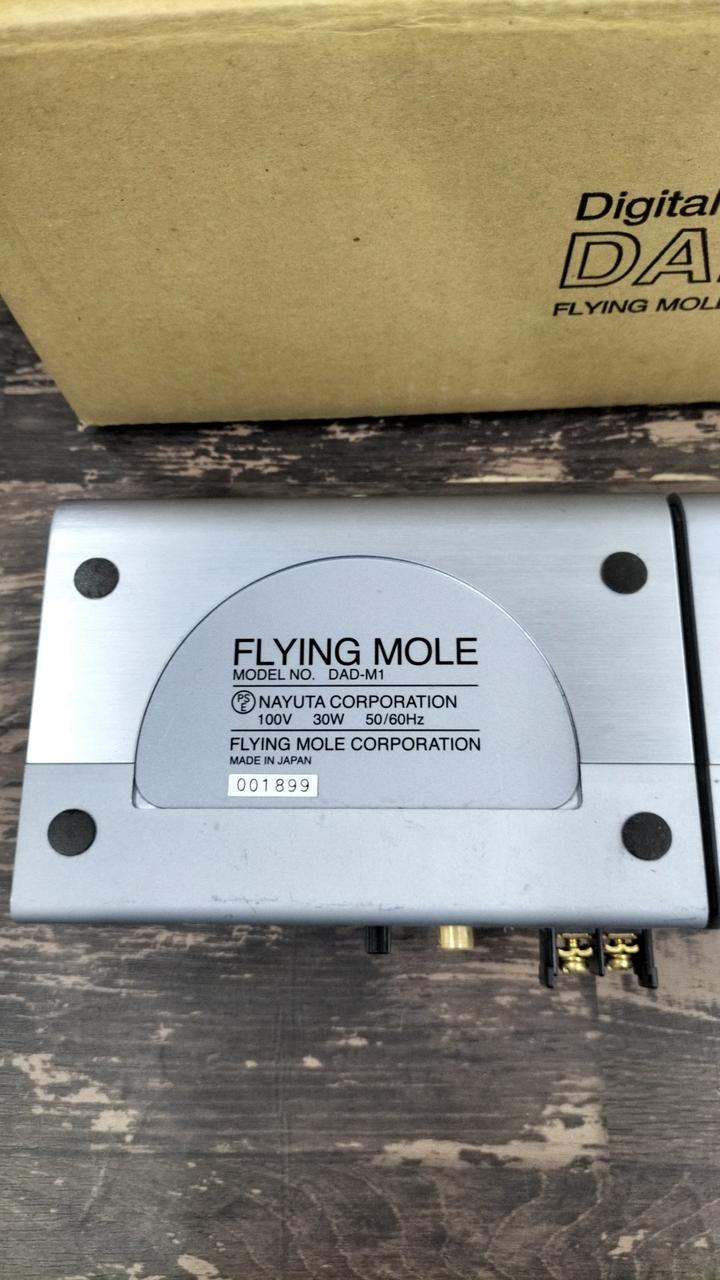 Digital
DA
FLYING MOLE
FLYING MOLE
MODEL NO. DAD-M1
PS E NAYUTA CORPORATION
100V 30W 50/60Hz
FLYING MOLE CORPORATION
MADE IN JAPAN
001899